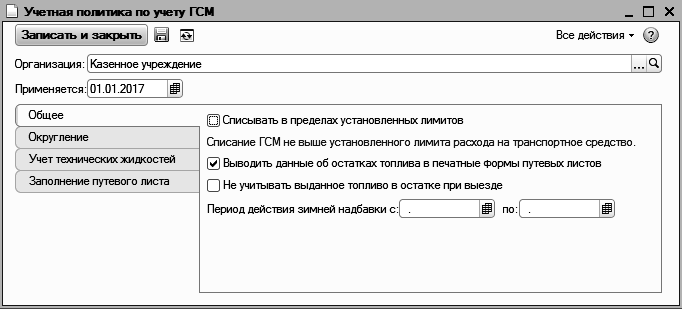 Учетная политика по учету ГСМ
Записать и закрыть Все действия ?
Организация: Казенное учреждение ...
Применяется: 01.01.2017
Общее
Округление
Учет технических жидкостей
Заполнение путевого листа
Списывать в пределах установленных лимитов
Списание ГСМ не выше установленного лимита расхода на транспортное средство.
Выводить данные об остатках топлива в печатные формы путевых листов
Не учитывать выданное топливо в остатке при выезде
Период действия зимней надбавки с: . по: .